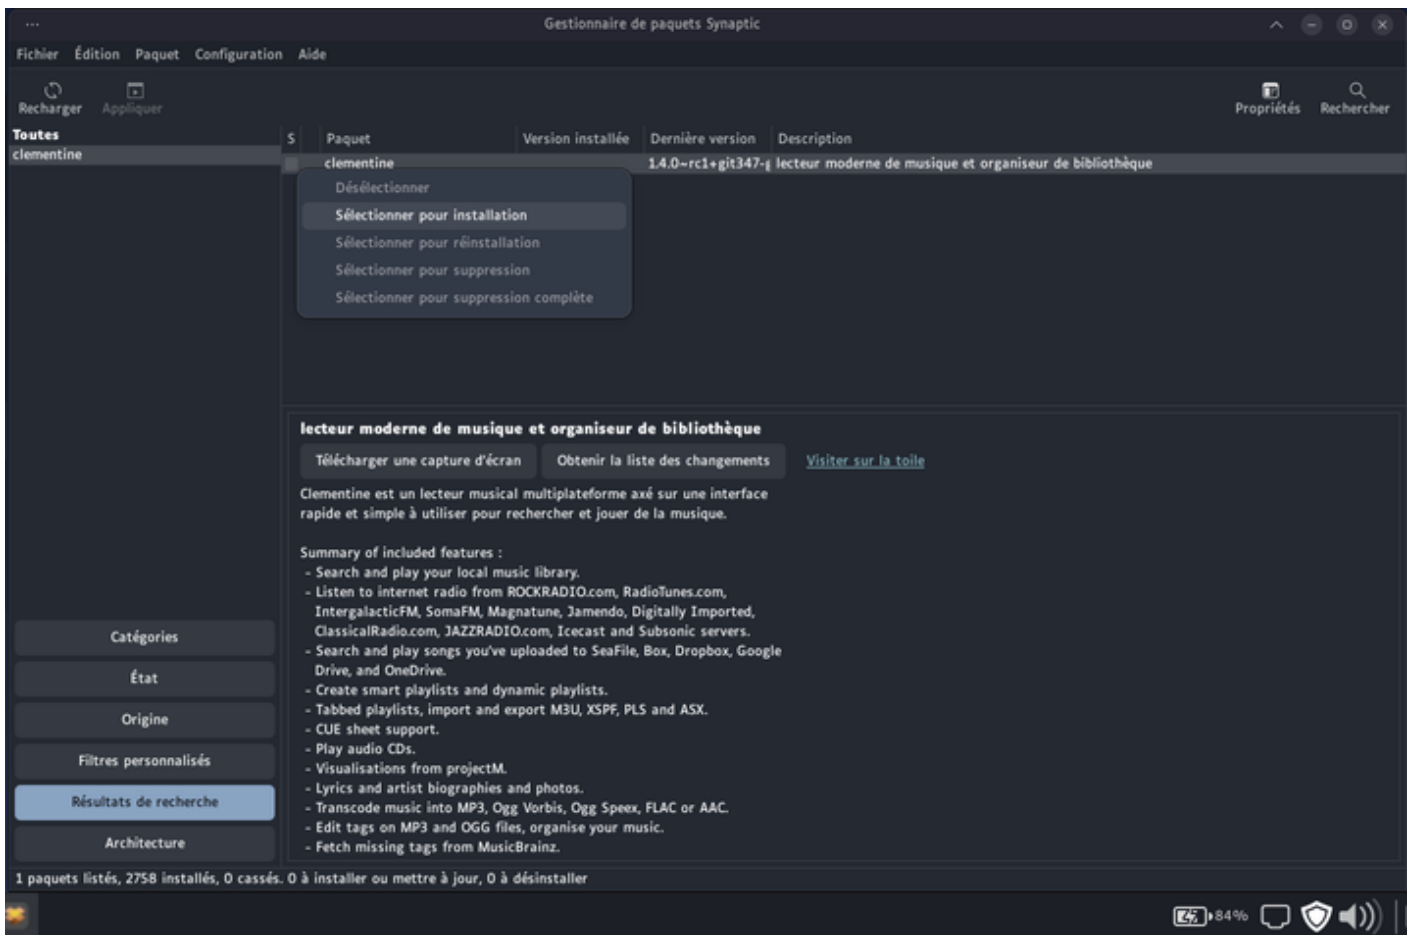 ...
Gestionnaire de paquets Synaptic
Fichier Édition Paquet Configuration Aide
Recharger Appliquer Propriétés Rechercher
Toutes
clementine
S Paquet Version installée Dernière version Description
clementine 1.4.0~rc1+git347-g lecteur moderne de musique et organiseur de bibliothèque
Désélectionner
Sélectionner pour installation
Sélectionner pour réinstallation
Sélectionner pour suppression
Sélectionner pour suppression complète
lecteur moderne de musique et organiseur de bibliothèque
Télécharger une capture d'écran Obtenir la liste des changements Visiter sur la toile
Clementine est un lecteur musical multiplateforme axé sur une interface
rapide et simple à utiliser pour rechercher et jouer de la musique.
Summary of included features :
- Search and play your local music library.
- Listen to internet radio from ROCKRADIO.com, RadioTunes.com,
IntergalacticFM, SomaFM, Magnatune, Jamendo, Digitally Imported,
ClassicalRadio.com, JAZZRADIO.com, Icecast and Subsonic servers.
- Search and play songs you've uploaded to SeaFile, Box, Dropbox, Google
Drive, and OneDrive.
- Create smart playlists and dynamic playlists.
- Tabbed playlists, import and export M3U, XSPF, PLS and ASX.
- CUE sheet support.
- Play audio CDs.
- Visualisations from projectM.
- Lyrics and artist biographies and photos.
- Transcode music into MP3, Ogg Vorbis, Ogg Speex, FLAC or AAC.
- Edit tags on MP3 and OGG files, organise your music.
- Fetch missing tags from MusicBrainz.
Catégories
État
Origine
Filtres personnalisés
Résultats de recherche
Architecture
1 paquets listés, 2758 installés, 0 cassés. 0 à installer ou mettre à jour, 0 à désinstaller
84%